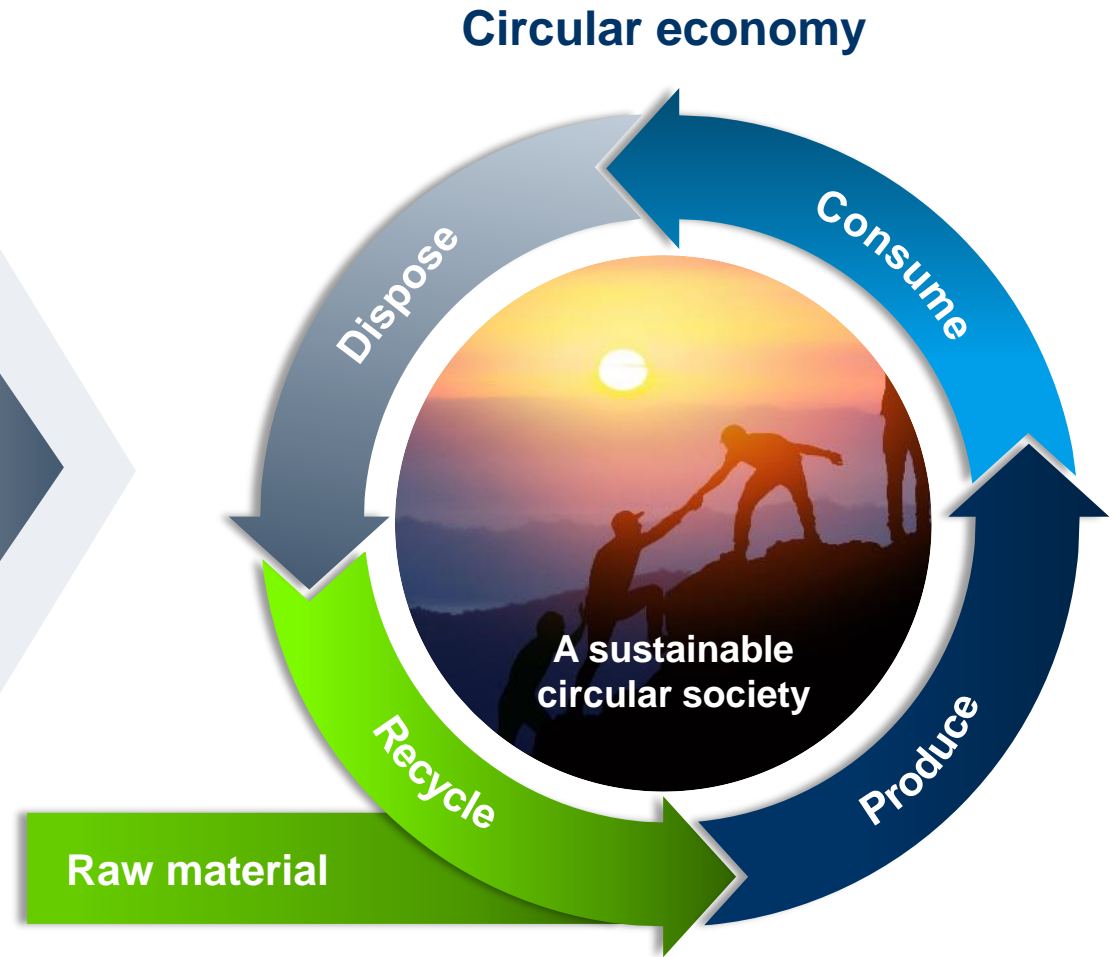 Circular economy
Consume
Dispose
A sustainable
circular society
Recycle
Produce
Raw material